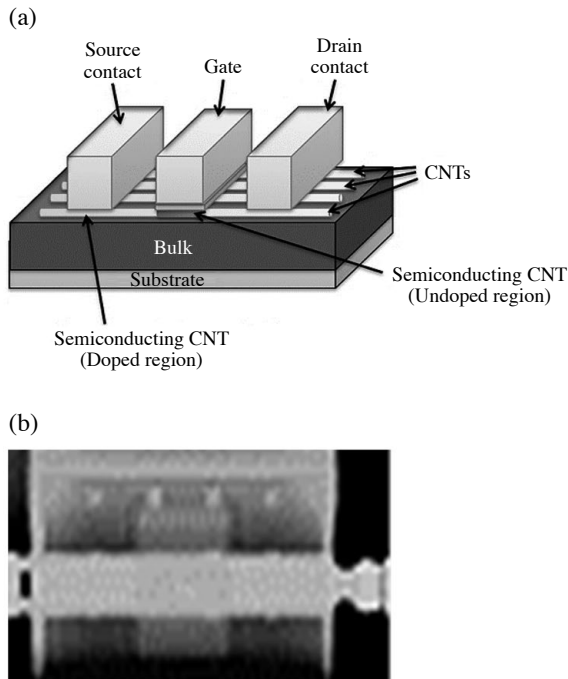 (a)
Source
contact
Gate
Drain
contact
CNTs
Bulk
Substrate
Semiconducting CNT
(Undoped region)
Semiconducting CNT
(Doped region)
(b)